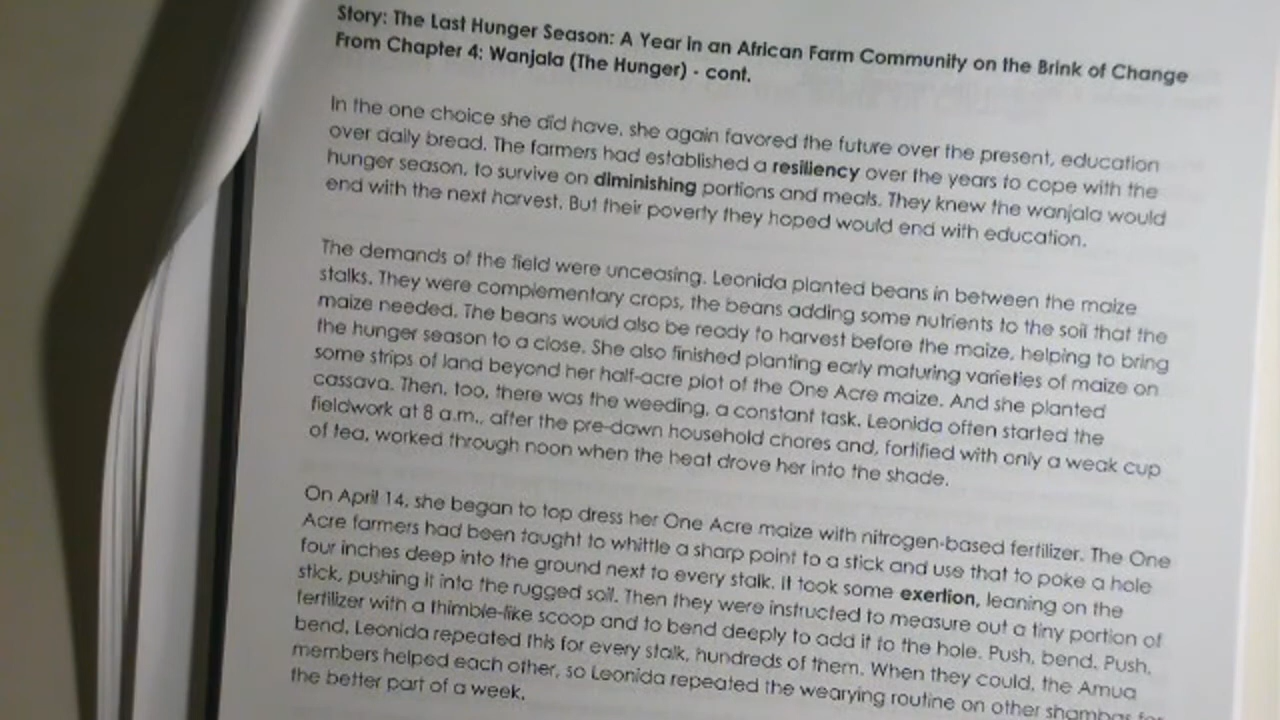 Story: The Last Hunger Season: A Year in an African Farm Community on the Brink of Change
From Chapter 4: Wanjala (The Hunger) - cont.
In the one choice she did have, she again favored the future over the present, education
over daily bread. The farmers had established a resiliency over the years to cope with the
hunger season, to survive on diminishing portions and meals. They knew the wanjala would
end with the next harvest. But their poverty they hoped would end with education.
The demands of the field were unceasing. Leonida planted beans in between the maize
stalks. They were complementary crops, the beans adding some nutrients to the soil that the
maize needed. The beans would also be ready to harvest before the maize, helping to bring
the hunger season to a close. She also finished planting early maturing varieties of maize on
some strips of land beyond her half-acre plot of the One Acre maize. And she planted
cassava. Then, too, there was the weeding, a constant task. Leonida often started the
fieldwork at 8 a.m., after the pre-dawn household chores and, fortified with only a weak cup
of tea, worked through noon when the heat drove her into the shade.
On April 14, she began to top dress her One Acre maize with nitrogen-based fertilizer. The One
Acre farmers had been taught to whittle a sharp point to a stick and use that to poke a hole
four inches deep into the ground next to every stalk. It took some exertion, leaning on the
stick, pushing it into the rugged soil. Then they were instructed to measure out a tiny portion of
fertilizer with a thimble-like scoop and to bend deeply to add it to the hole. Push, bend. Push,
bend. Leonida repeated this for every stalk, hundreds of them. When they could, the Amua
members helped each other, so Leonida repeated the wearying routine on other shambas for
the better part of a week.